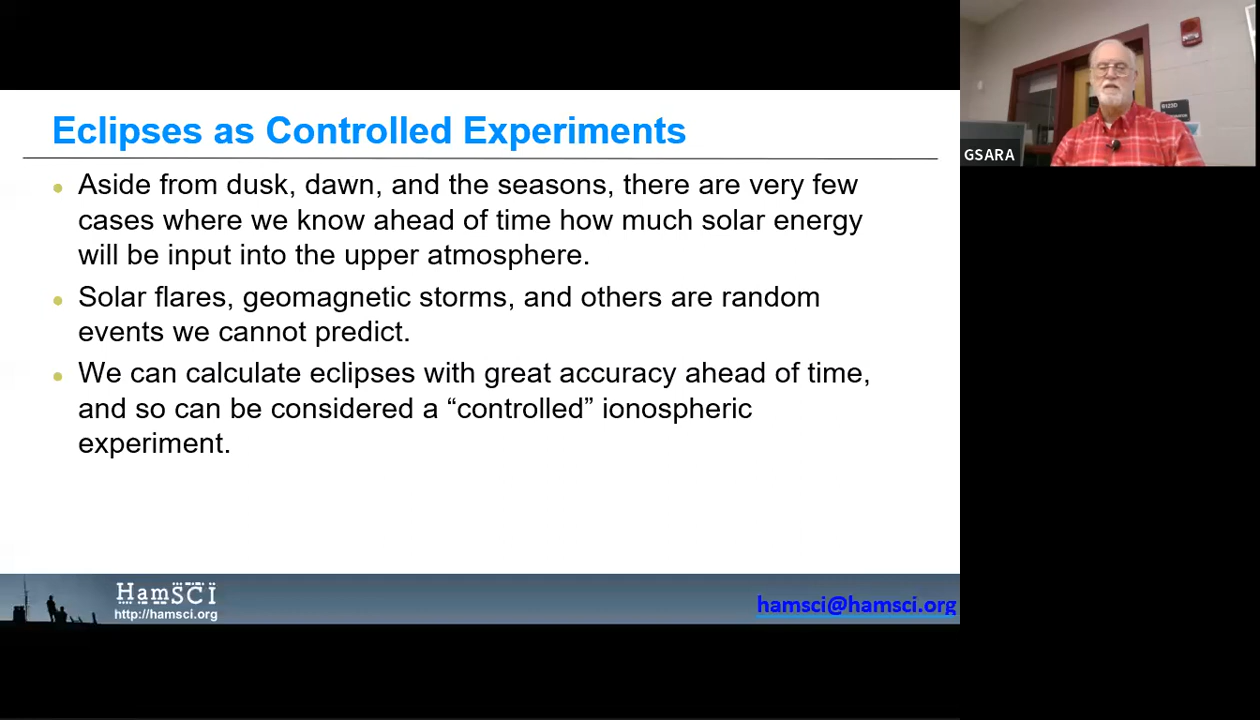 Eclipses as Controlled Experiments
Aside from dusk, dawn, and the seasons, there are very few
cases where we know ahead of time how much solar energy
will be input into the upper atmosphere.
Solar flares, geomagnetic storms, and others are random
events we cannot predict.
We can calculate eclipses with great accuracy ahead of time,
and so can be considered a “controlled” ionospheric
experiment.
HamSCI
http://hamsci.org
hamsci@hamsci.org
GSARA